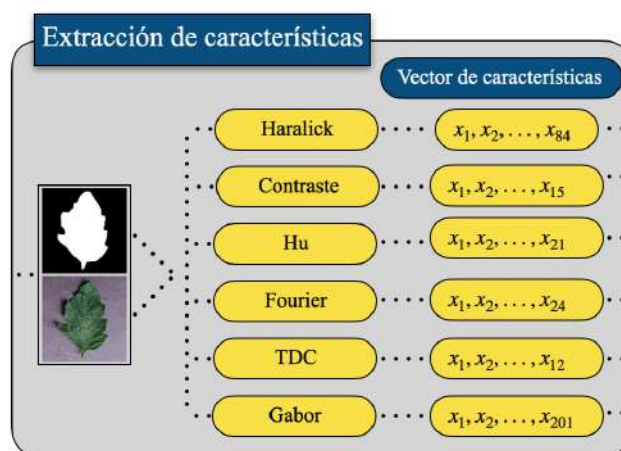 Extracción de características
Vector de características
Haralick x₁, x₂, . . . , x₈₄
Contraste x₁, x₂, . . . , x₁₅
Hu x₁, x₂, . . . , x₂₁
Fourier x₁, x₂, . . . , x₂₄
TDC x₁, x₂, . . . , x₁₂
Gabor x₁, x₂, . . . , x₂₀₁